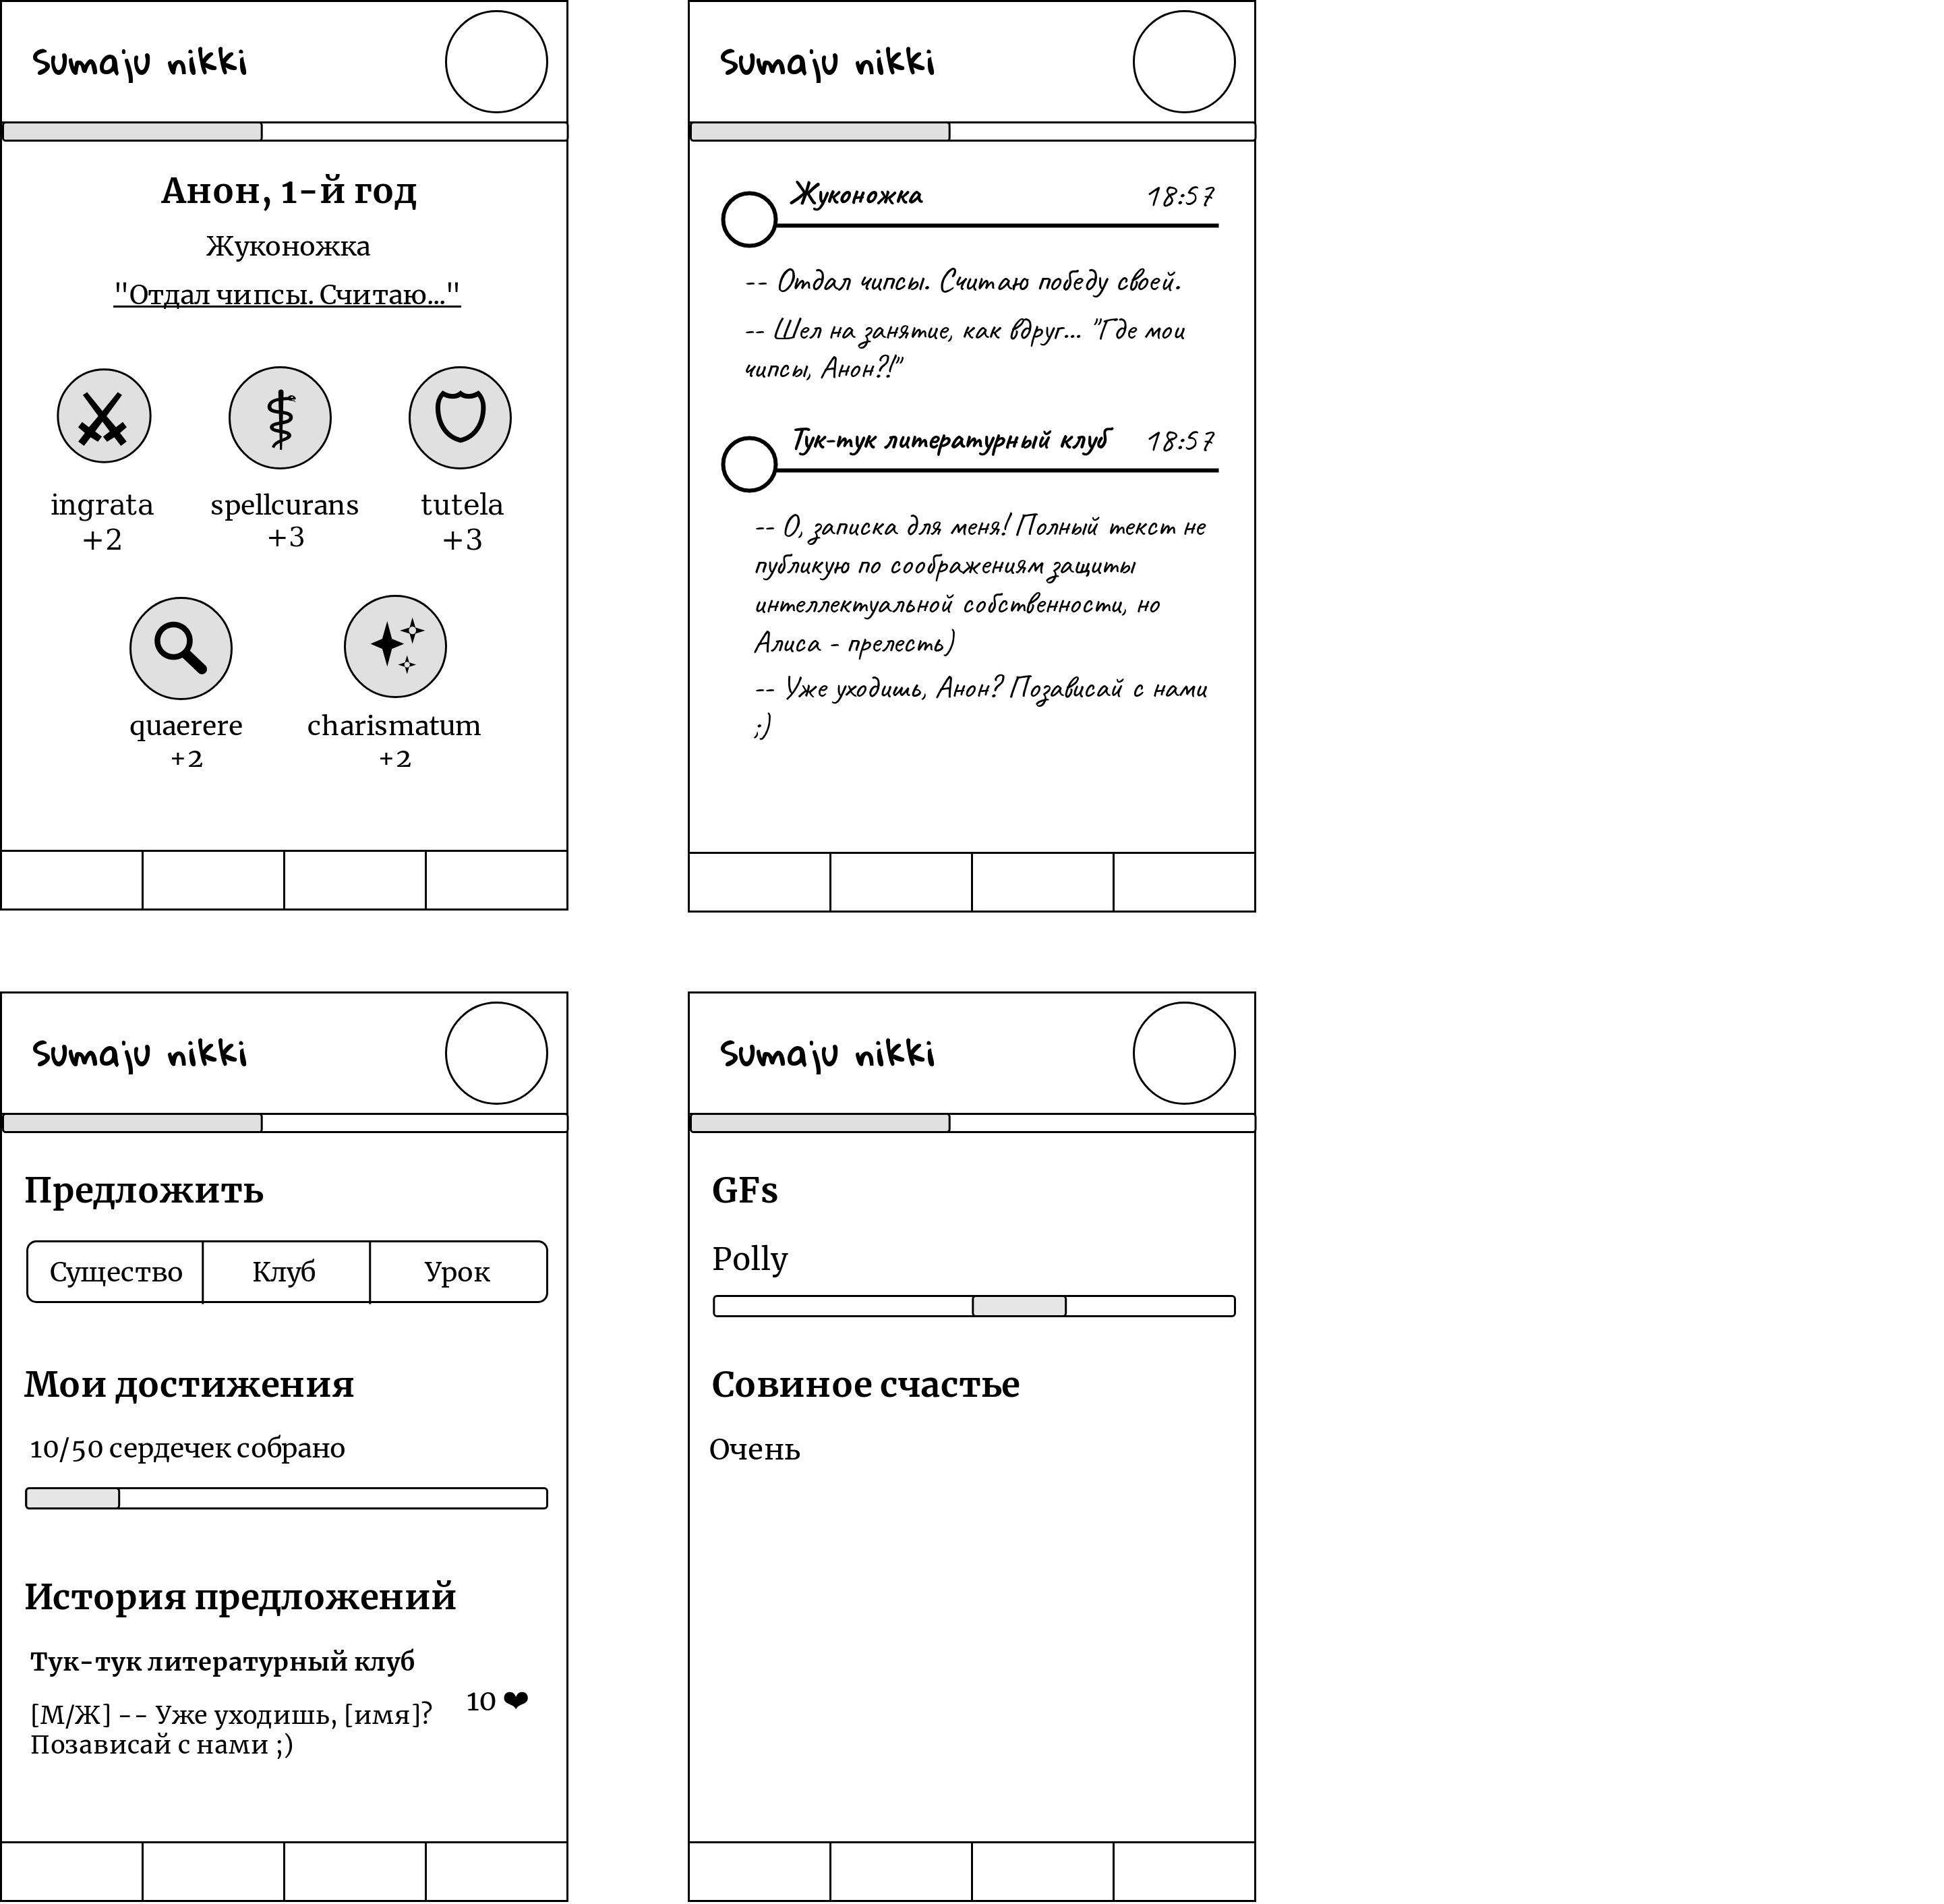 Sumaju nikki
Анон, 1-й год
Жуконожка
"Отдал чипсы. Считаю..."
ingrata
+2
spellcurans
+3
tutela
+3
quaerere
+2
charismatum
+2
Sumaju nikki
Жуконожка 18:57
-- Отдал чипсы. Считаю победу своей.
-- Шел на занятие, как вдруг... "Где мои
чипсы, Анон?!"
Тук-тук литературный клуб 18:57
-- О, записка для меня! Полный текст не
публикую по соображениям защиты
интеллектуальной собственности, но
Алиса - прелесть)
-- Уже уходишь, Анон? Позависай с нами
;)
Sumaju nikki
Предложить
Существо Клуб Урок
Мои достижения
10/50 сердечек собрано
История предложений
Тук-тук литературный клуб
[М/Ж] -- Уже уходишь, [имя]?
Позависай с нами ;)
10 ❤
Sumaju nikki
GFs
Polly
Совиное счастье
Очень